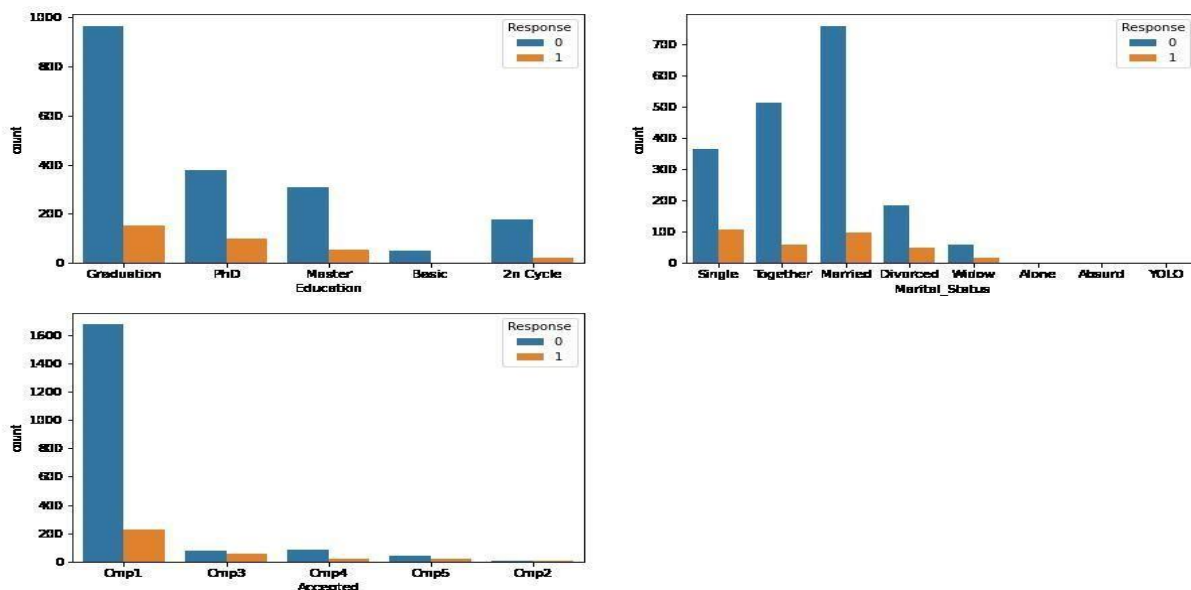 1000
800
600
400
200
0
count
Response
0
1
Graduation PhD Master Basic 2n Cycle
Education
700
600
500
400
300
200
100
0
count
Response
0
1
Single Together Married Divorced Widow Alone Absurd YOLO
Marital_Status
1600
1400
1200
1000
800
600
400
200
0
count
Response
0
1
Cmp1 Cmp3 Cmp4 Cmp5 Cmp2
Accepted